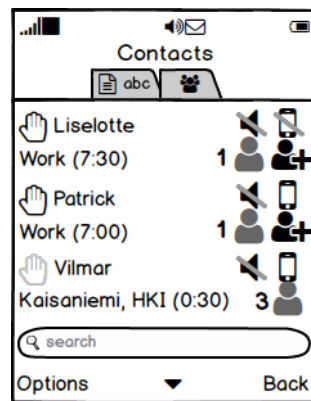 Contacts
abc
Liselotte
Work (7:30) 1
Patrick
Work (7:00) 1
Vilmar
Kaisaniemi, HKI (0:30) 3
search
Options Back